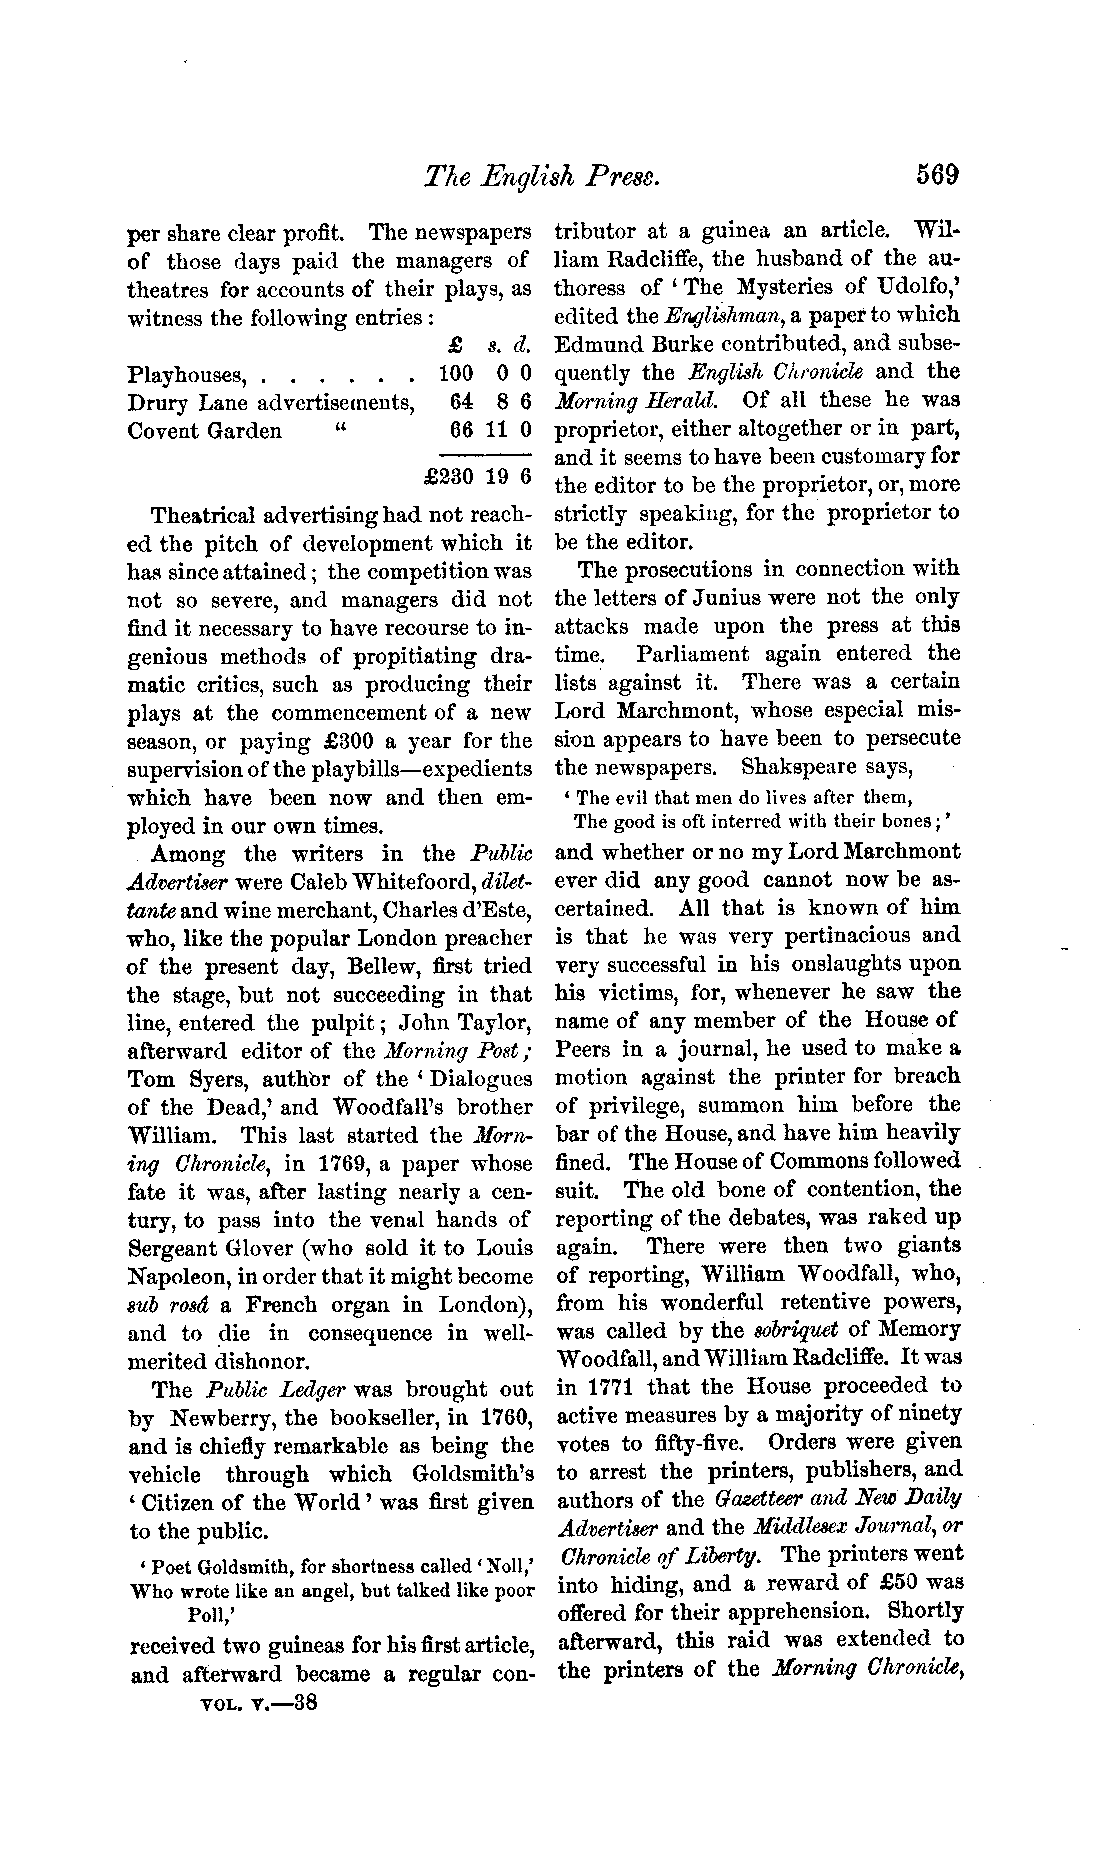 The English Press. 569
per share clear profit. The newspapers
of those days paid the managers of
theatres for accounts of their plays, as
witness the following entries:
£ s. d.
Playhouses, . . . . . . 100 0 0
Drury Lane advertisements, 64 8 6
Covent Garden “ 66 11 0
£230 19 6
Theatrical advertising had not reach-
ed the pitch of development which it
has since attained; the competition was
not so severe, and managers did not
find it necessary to have recourse to in-
genious methods of propitiating dra-
matic critics, such as producing their
plays at the commencement of a new
season, or paying £300 a year for the
supervision of the playbills—expedients
which have been now and then em-
ployed in our own times.
Among the writers in the Public
Advertiser were Caleb Whitefoord, dilet-
tante and wine merchant, Charles d'Este,
who, like the popular London preacher
of the present day, Bellew, first tried
the stage, but not succeeding in that
line, entered the pulpit; John Taylor,
afterward editor of the Morning Post;
Tom Syers, author of the ‘Dialogues
of the Dead,’ and Woodfall's brother
William. This last started the Morn-
ing Chronicle, in 1769, a paper whose
fate it was, after lasting nearly a cen-
tury, to pass into the venal hands of
Sergeant Glover (who sold it to Louis
Napoleon, in order that it might become
sub rosâ a French organ in London),
and to die in consequence in well-
merited dishonor.
The Public Ledger was brought out
by Newberry, the bookseller, in 1760,
and is chiefly remarkable as being the
vehicle through which Goldsmith's
‘Citizen of the World’ was first given
to the public.
‘Poet Goldsmith, for shortness called ‘Noll,’
Who wrote like an angel, but talked like poor
Poll,’
received two guineas for his first article,
and afterward became a regular con-
VOL. V.—38
tributor at a guinea an article. Wil-
liam Radcliffe, the husband of the au-
thoress of ‘The Mysteries of Udolfo,’
edited the Englishman, a paper to which
Edmund Burke contributed, and subse-
quently the English Chronicle and the
Morning Herald. Of all these he was
proprietor, either altogether or in part,
and it seems to have been customary for
the editor to be the proprietor, or, more
strictly speaking, for the proprietor to
be the editor.
The prosecutions in connection with
the letters of Junius were not the only
attacks made upon the press at this
time. Parliament again entered the
lists against it. There was a certain
Lord Marchmont, whose especial mis-
sion appears to have been to persecute
the newspapers. Shakspeare says,
‘The evil that men do lives after them,
The good is oft interred with their bones;’
and whether or no my Lord Marchmont
ever did any good cannot now be as-
certained. All that is known of him
is that he was very pertinacious and
very successful in his onslaughts upon
his victims, for, whenever he saw the
name of any member of the House of
Peers in a journal, he used to make a
motion against the printer for breach
of privilege, summon him before the
bar of the House, and have him heavily
fined. The House of Commons followed
suit. The old bone of contention, the
reporting of the debates, was raked up
again. There were then two giants
of reporting, William Woodfall, who,
from his wonderful retentive powers,
was called by the sobriquet of Memory
Woodfall, and William Radcliffe. It was
in 1771 that the House proceeded to
active measures by a majority of ninety
votes to fifty-five. Orders were given
to arrest the printers, publishers, and
authors of the Gazetteer and New Daily
Advertiser and the Middlesex Journal, or
Chronicle of Liberty. The printers went
into hiding, and a reward of £50 was
offered for their apprehension. Shortly
afterward, this raid was extended to
the printers of the Morning Chronicle,